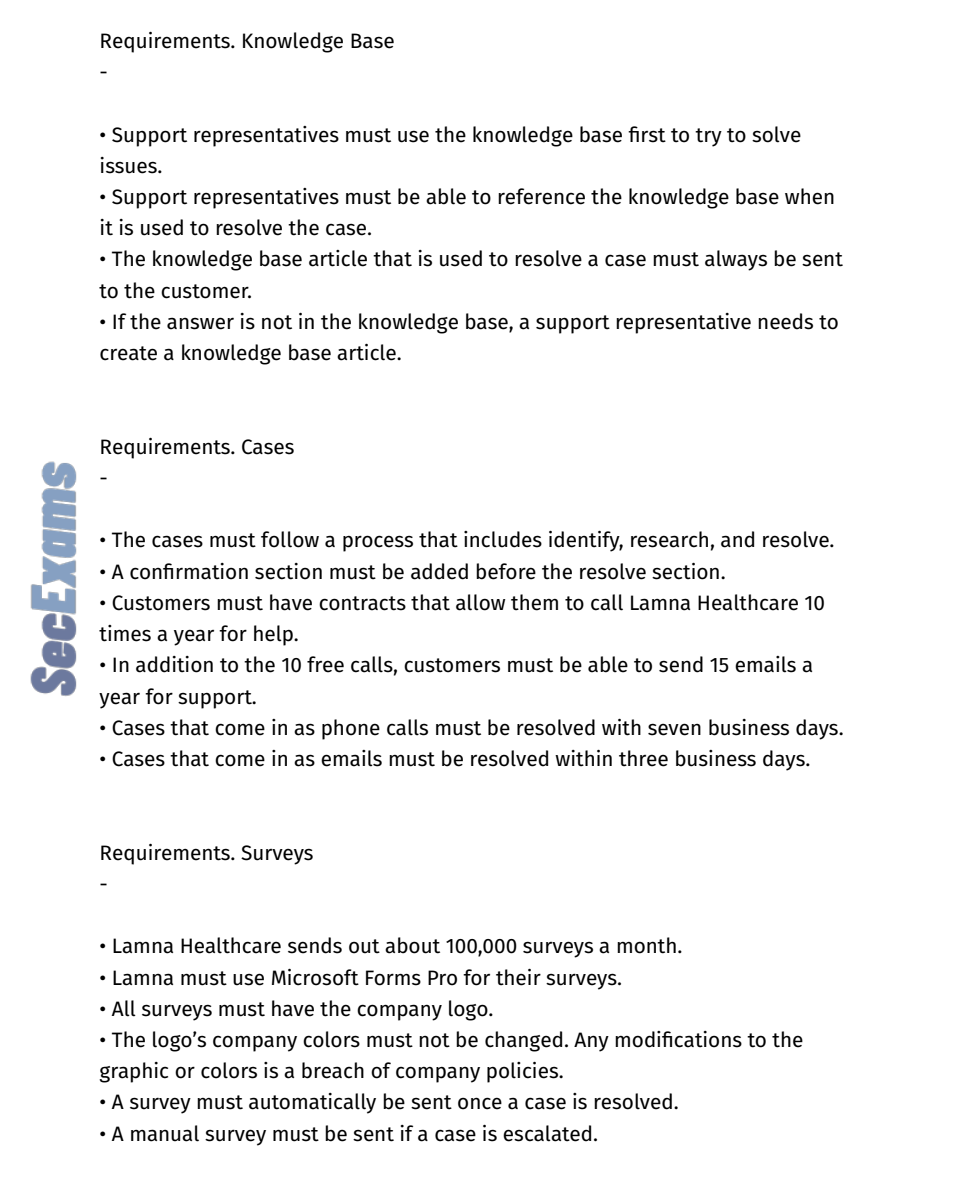 Requirements. Knowledge Base
-
• Support representatives must use the knowledge base first to try to solve
issues.
• Support representatives must be able to reference the knowledge base when
it is used to resolve the case.
• The knowledge base article that is used to resolve a case must always be sent
to the customer.
• If the answer is not in the knowledge base, a support representative needs to
create a knowledge base article.
Requirements. Cases
-
• The cases must follow a process that includes identify, research, and resolve.
• A confirmation section must be added before the resolve section.
• Customers must have contracts that allow them to call Lamna Healthcare 10
times a year for help.
• In addition to the 10 free calls, customers must be able to send 15 emails a
year for support.
• Cases that come in as phone calls must be resolved with seven business days.
• Cases that come in as emails must be resolved within three business days.
Requirements. Surveys
-
• Lamna Healthcare sends out about 100,000 surveys a month.
• Lamna must use Microsoft Forms Pro for their surveys.
• All surveys must have the company logo.
• The logo’s company colors must not be changed. Any modifications to the
graphic or colors is a breach of company policies.
• A survey must automatically be sent once a case is resolved.
• A manual survey must be sent if a case is escalated.
SecExams